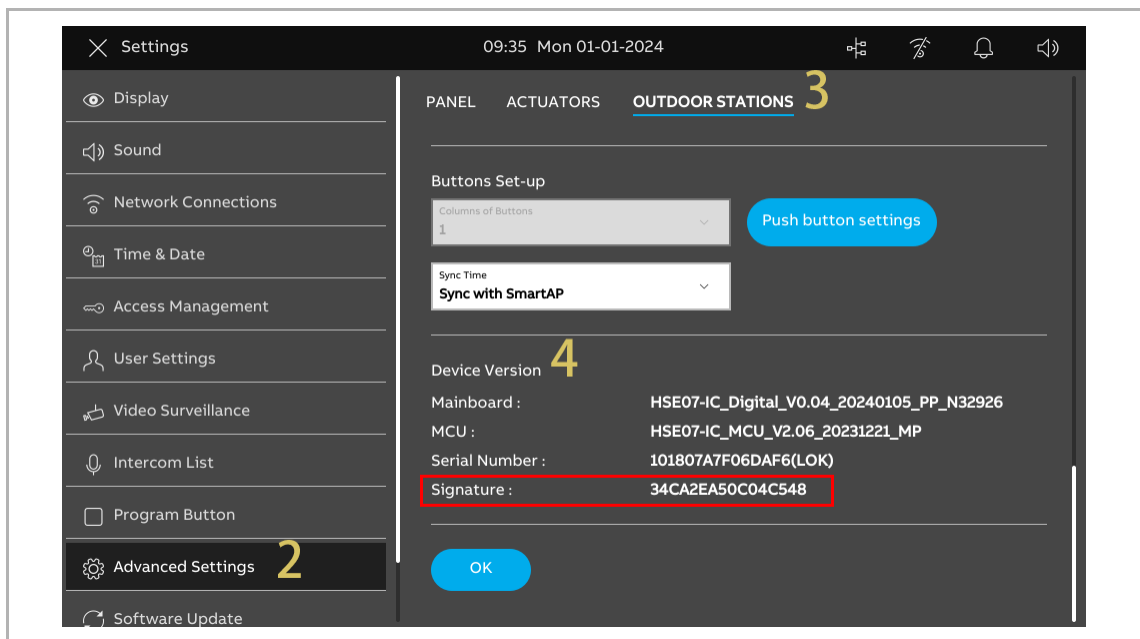 Settings
09:35 Mon 01-01-2024
Display
Sound
Network Connections
Time & Date
Access Management
User Settings
Video Surveillance
Intercom List
Program Button
Advanced Settings 2
Software Update
PANEL ACTUATORS OUTDOOR STATIONS 3
Buttons Set-up
Columns of Buttons
1
Push button settings
Sync Time
Sync with SmartAP
Device Version 4
Mainboard : HSE07-IC_Digital_V0.04_20240105_PP_N32926
MCU : HSE07-IC_MCU_V2.06_20231221_MP
Serial Number : 101807A7F06DAF6(LOK)
Signature : 34CA2EA50C04C548
OK